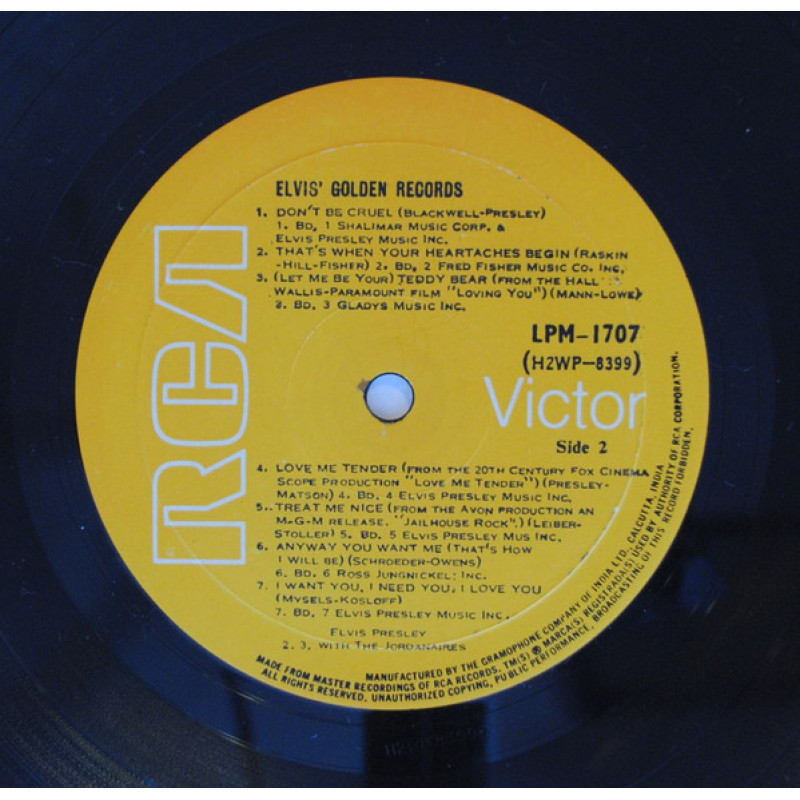 ELVIS' GOLDEN RECORDS
1. DON'T BE CRUEL (BLACKWELL-PRESLEY)
1. BD, 1 SHALIMAR MUSIC CORP. &
ELVIS PRESLEY MUSIC INC.
2. THAT'S WHEN YOUR HEARTACHES BEGIN (RASKIN
-HILL-FISHER) 2. BD, 2 FRED FISHER MUSIC CO. INC.
3. (LET ME BE YOUR) TEDDY BEAR (FROM THE HALL
WALLIS-PARAMOUNT FILM "LOVING YOU") (MANN-LOWE)
3. BD. 3 GLADYS MUSIC INC.
RCA
LPM-1707
(H2WP-8399)
Victor
Side 2
4. LOVE ME TENDER (FROM THE 20TH CENTURY FOX CINEMA
SCOPE PRODUCTION "LOVE ME TENDER") (PRESLEY-
MATSON) 4. BD, 4 ELVIS PRESLEY MUSIC INC.
5. TREAT ME NICE (FROM THE AVON PRODUCTION AN
M-G-M RELEASE, "JAILHOUSE ROCK".) (LEIBER-
STOLLER) 5. BD. 5 ELVIS PRESLEY MUS INC.
6. ANYWAY YOU WANT ME (THAT'S HOW
I WILL BE) (SCHROEDER-OWENS)
6. BD. 6 ROSS JUNGNICKEL: INC.
7. I WANT YOU, I NEED YOU, I LOVE YOU
(MYSELS-KOSLOFF)
7. BD, 7 ELVIS PRESLEY MUSIC INC.
ELVIS PRESLEY
2. 3, WITH THE JORDANAIRES
MANUFACTURED BY THE GRAMOPHONE COMPANY OF INDIA LTD. CALCUTTA, INDIA
MADE FROM MASTER RECORDINGS OF RCA RECORDS. TM(S) ® MARCA(S) REGISTRADA(S) USED BY AUTHORITY OF RCA CORPORATION.
ALL RIGHTS RESERVED. UNAUTHORIZED COPYING, PUBLIC PERFORMANCE, BROADCASTING OF THIS RECORD FORBIDDEN.